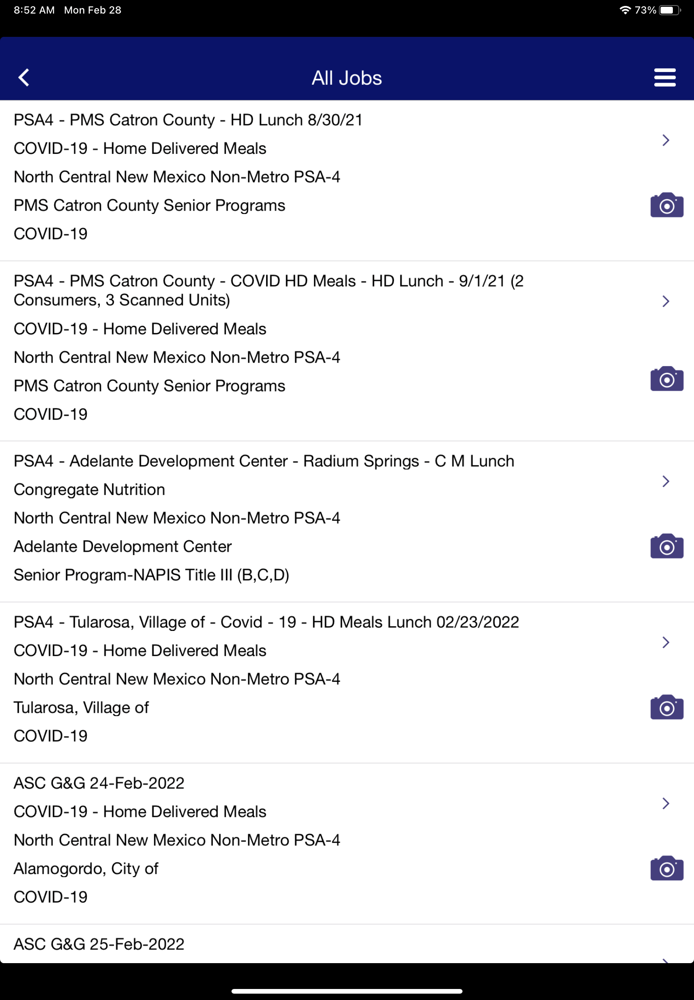 8:52 AM Mon Feb 28
73%
All Jobs
PSA4 - PMS Catron County - HD Lunch 8/30/21
COVID-19 - Home Delivered Meals
North Central New Mexico Non-Metro PSA-4
PMS Catron County Senior Programs
COVID-19
PSA4 - PMS Catron County - COVID HD Meals - HD Lunch - 9/1/21 (2
Consumers, 3 Scanned Units)
COVID-19 - Home Delivered Meals
North Central New Mexico Non-Metro PSA-4
PMS Catron County Senior Programs
COVID-19
PSA4 - Adelante Development Center - Radium Springs - C M Lunch
Congregate Nutrition
North Central New Mexico Non-Metro PSA-4
Adelante Development Center
Senior Program-NAPIS Title III (B,C,D)
PSA4 - Tularosa, Village of - Covid - 19 - HD Meals Lunch 02/23/2022
COVID-19 - Home Delivered Meals
North Central New Mexico Non-Metro PSA-4
Tularosa, Village of
COVID-19
ASC G&G 24-Feb-2022
COVID-19 - Home Delivered Meals
North Central New Mexico Non-Metro PSA-4
Alamogordo, City of
COVID-19
ASC G&G 25-Feb-2022